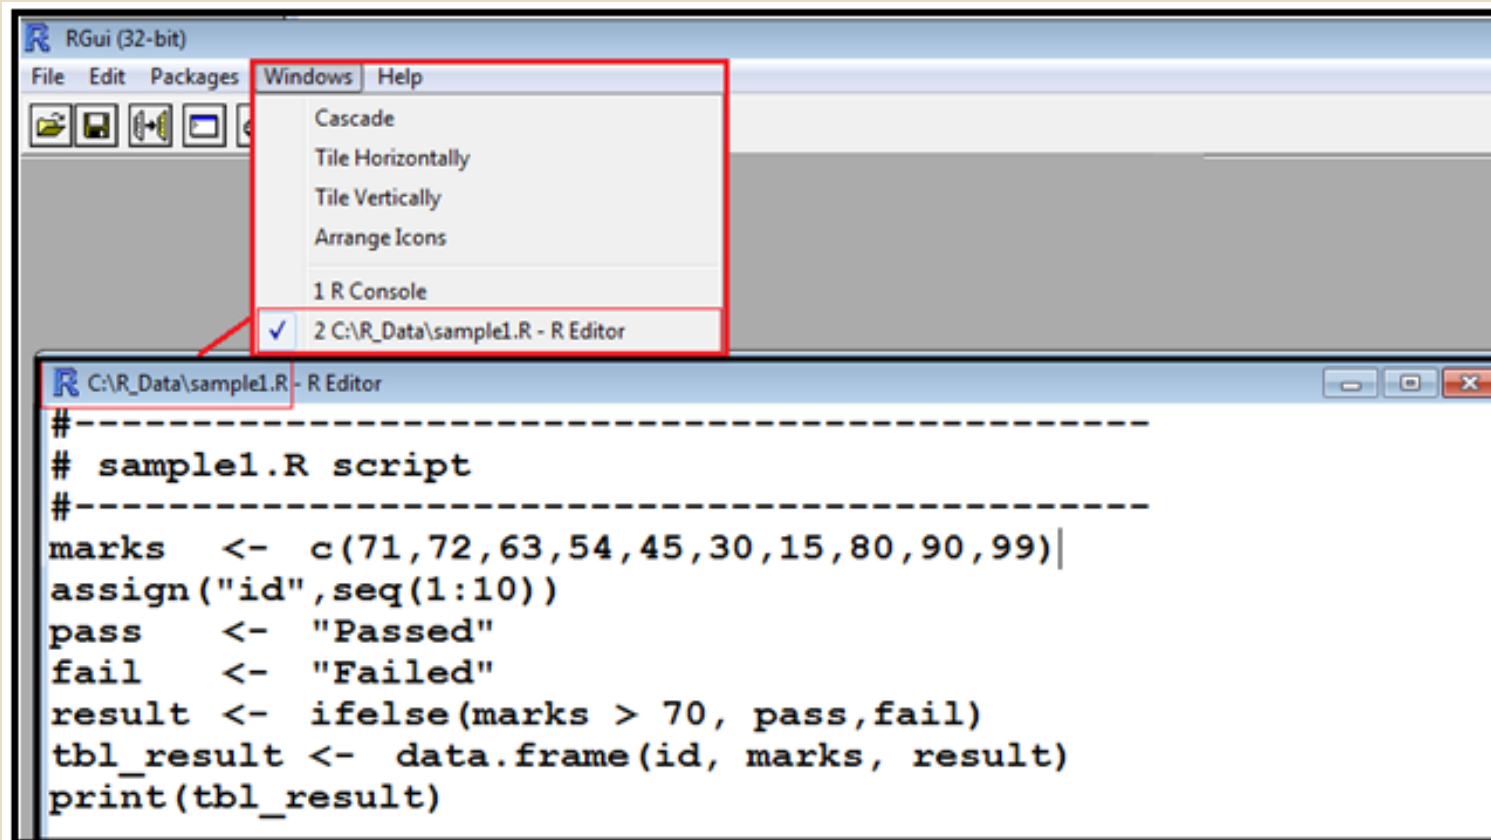 RGui (32-bit)
File Edit Packages Windows Help
Cascade
Tile Horizontally
Tile Vertically
Arrange Icons
1 R Console
2 C:\R_Data\sample1.R - R Editor
C:\R_Data\sample1.R - R Editor
#----------------------------------------------
# sample1.R script
#----------------------------------------------
marks  <-  c(71,72,63,54,45,30,15,80,90,99)
assign("id",seq(1:10))
pass   <-  "Passed"
fail   <-  "Failed"
result <-  ifelse(marks > 70, pass,fail)
tbl_result <-  data.frame(id, marks, result)
print(tbl_result)